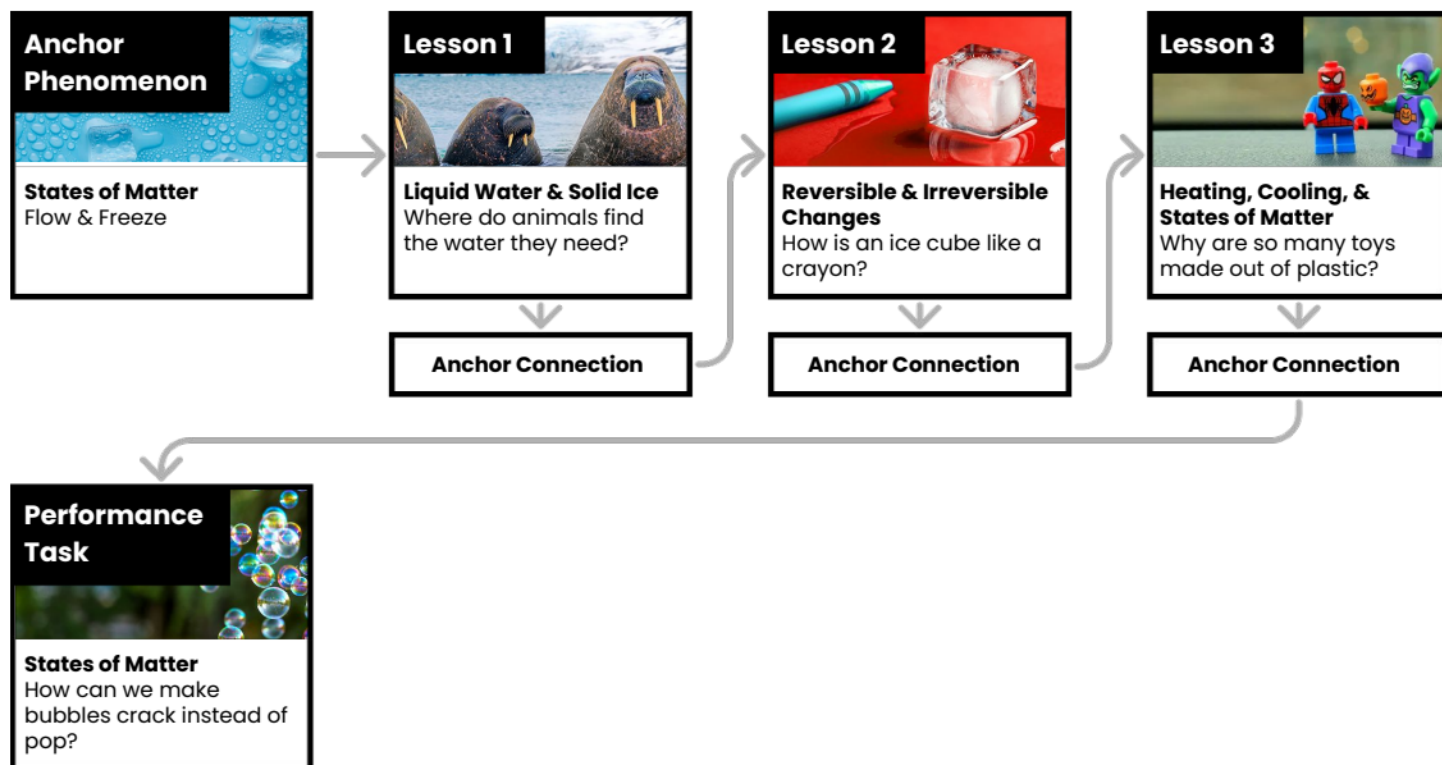 Anchor
Phenomenon
States of Matter
Flow & Freeze
Lesson 1
Liquid Water & Solid Ice
Where do animals find
the water they need?
Anchor Connection
Lesson 2
Reversible & Irreversible
Changes
How is an ice cube like a
crayon?
Anchor Connection
Lesson 3
Heating, Cooling, &
States of Matter
Why are so many toys
made out of plastic?
Anchor Connection
Performance
Task
States of Matter
How can we make
bubbles crack instead of
pop?